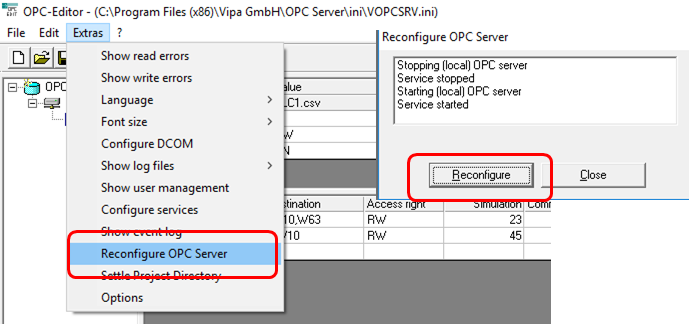 OPC-Editor - (C:\Program Files (x86)\Vipa GmbH\OPC Server\ini\VOPCSRV.ini)
File Edit Extras ?
Show read errors
Show write errors
Language
Font size
Configure DCOM
Show log files
Show user management
Configure services
Show event log
Reconfigure OPC Server
Settle Project Directory
Options
OPC
alue
LC1.csv
W
N
stination Access right Simulation Comm
10,W63 RW 23
/10 RW 45
Reconfigure OPC Server
Stopping (local) OPC server
Service stopped
Starting (local) OPC server
Service started
Reconfigure Close